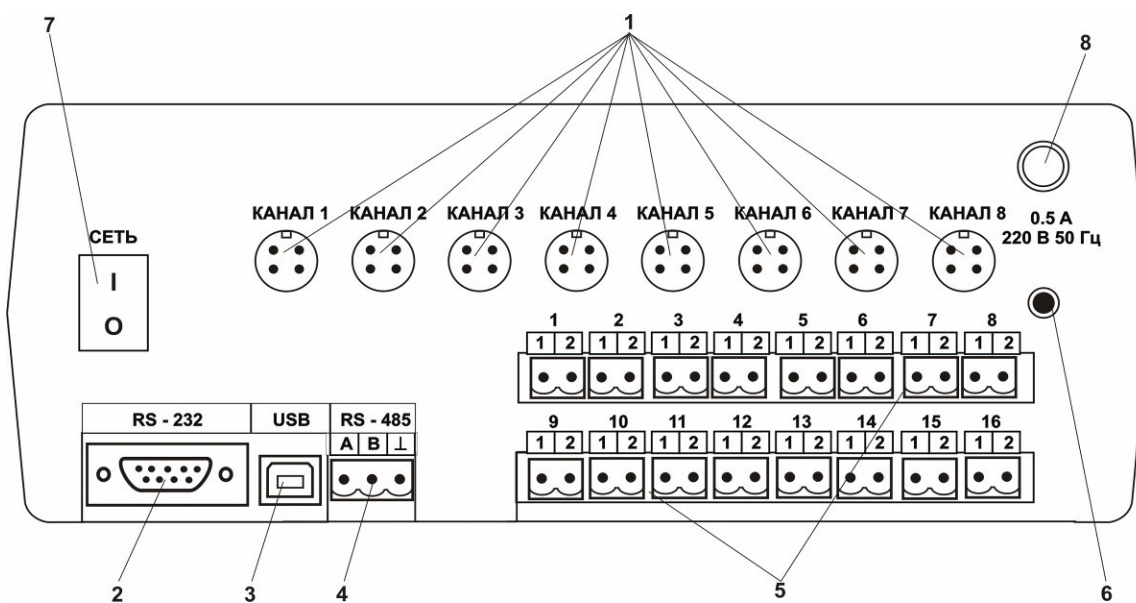 7 1 8
КАНАЛ 1 КАНАЛ 2 КАНАЛ 3 КАНАЛ 4 КАНАЛ 5 КАНАЛ 6 КАНАЛ 7 КАНАЛ 8
0.5 А
220 В 50 Гц
СЕТЬ
I
O
1 2 3 4 5 6 7 8
1 2 1 2 1 2 1 2 1 2 1 2 1 2 1 2
RS - 232 USB RS - 485
A B ⊥
9 10 11 12 13 14 15 16
1 2 1 2 1 2 1 2 1 2 1 2 1 2 1 2
2 3 4 5 6